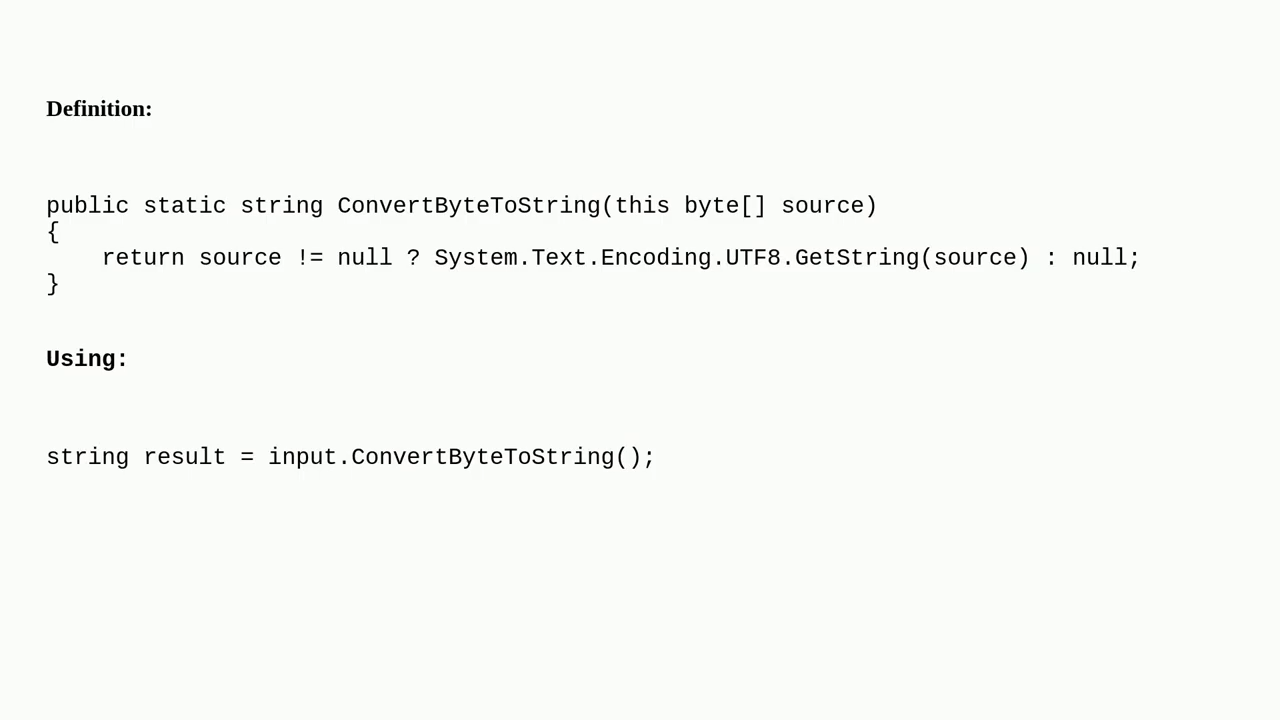 Definition:
public static string ConvertByteToString(this byte[] source)
{
    return source != null ? System.Text.Encoding.UTF8.GetString(source) : null;
}
Using:
string result = input.ConvertByteToString();